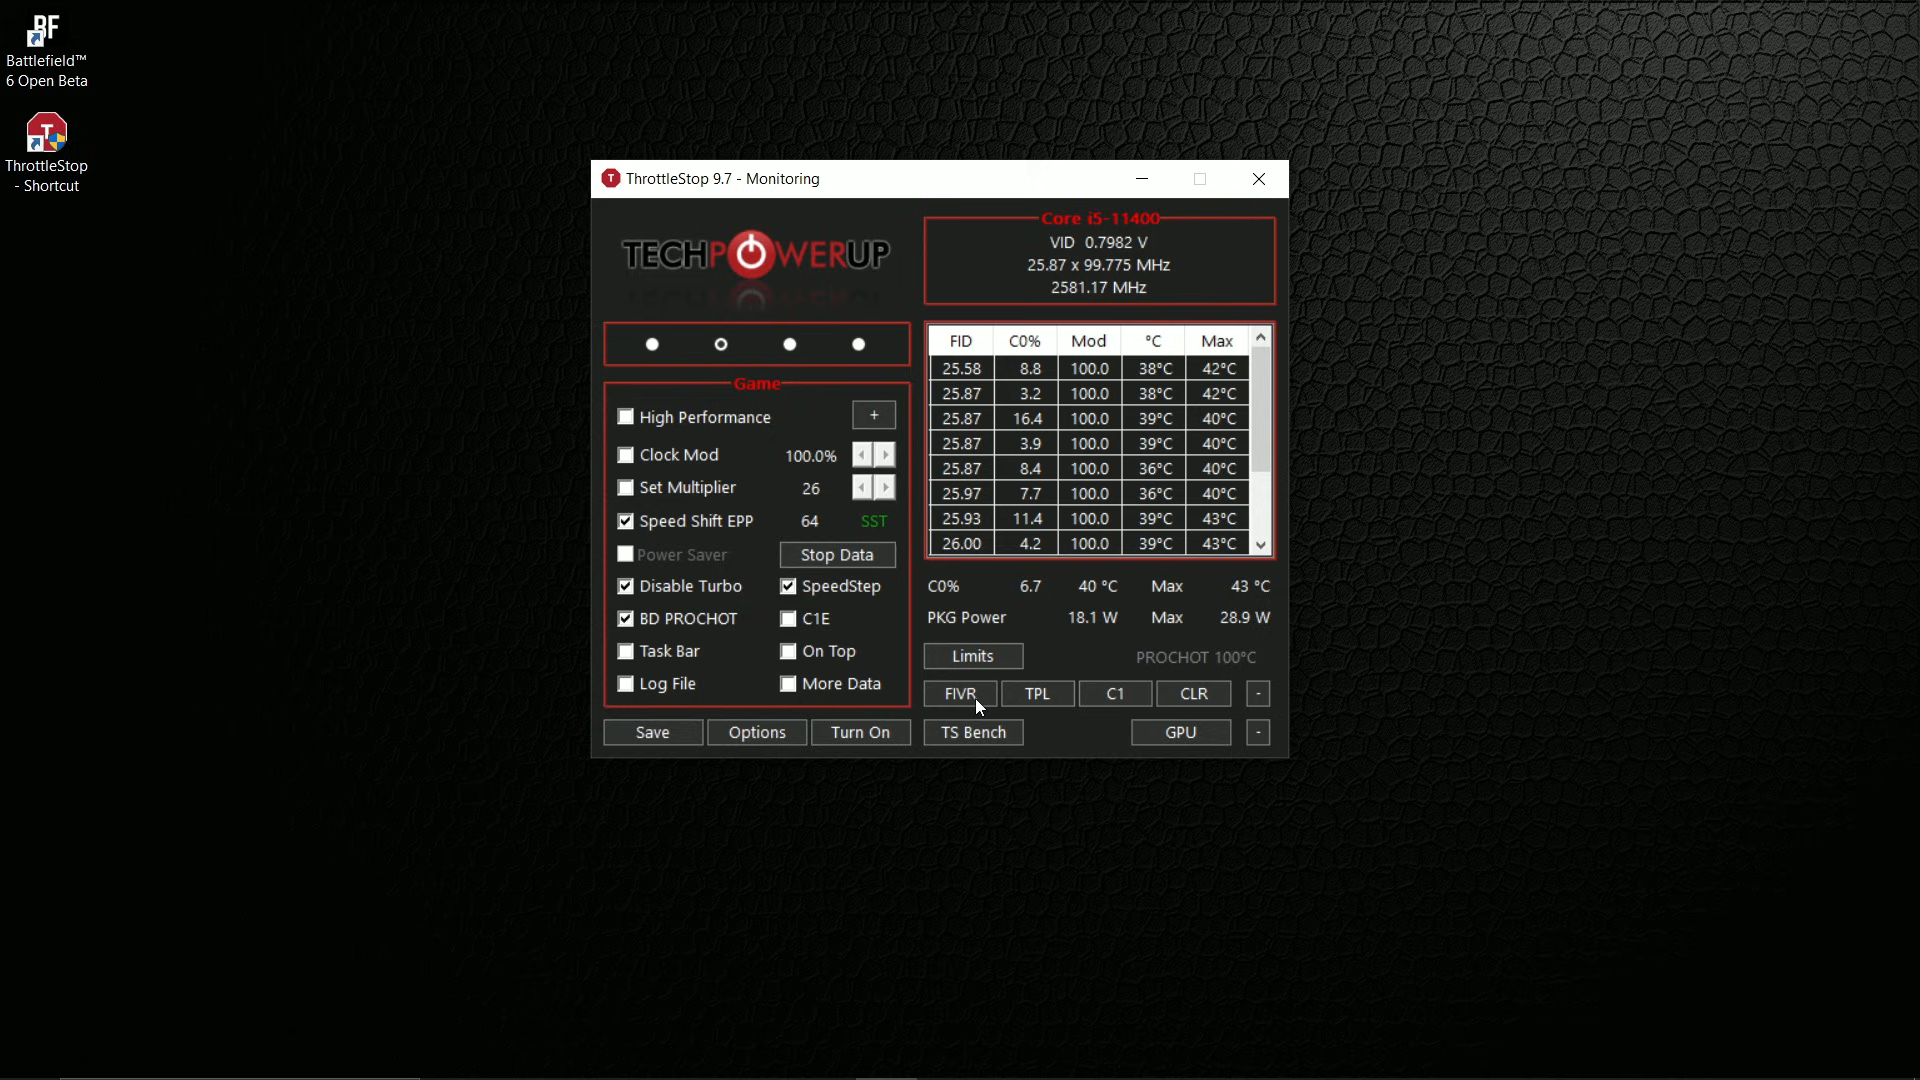 Battlefield™
6 Open Beta
ThrottleStop
- Shortcut
ThrottleStop 9.7 - Monitoring
TECHPOWERUP
Core i5-11400
VID 0.7982 V
25.87 x 99.775 MHz
2581.17 MHz
Game
High Performance +
Clock Mod 100.0%
Set Multiplier 26
Speed Shift EPP 64 SST
Power Saver Stop Data
Disable Turbo SpeedStep
BD PROCHOT C1E
Task Bar On Top
Log File More Data
Save Options Turn On
FID C0% Mod °C Max
25.58 8.8 100.0 38°C 42°C
25.87 3.2 100.0 38°C 42°C
25.87 16.4 100.0 39°C 40°C
25.87 3.9 100.0 39°C 40°C
25.87 8.4 100.0 36°C 40°C
25.97 7.7 100.0 36°C 40°C
25.93 11.4 100.0 39°C 43°C
26.00 4.2 100.0 39°C 43°C
C0% 6.7 40 °C Max 43 °C
PKG Power 18.1 W Max 28.9 W
Limits PROCHOT 100°C
FIVR TPL C1 CLR -
TS Bench GPU -